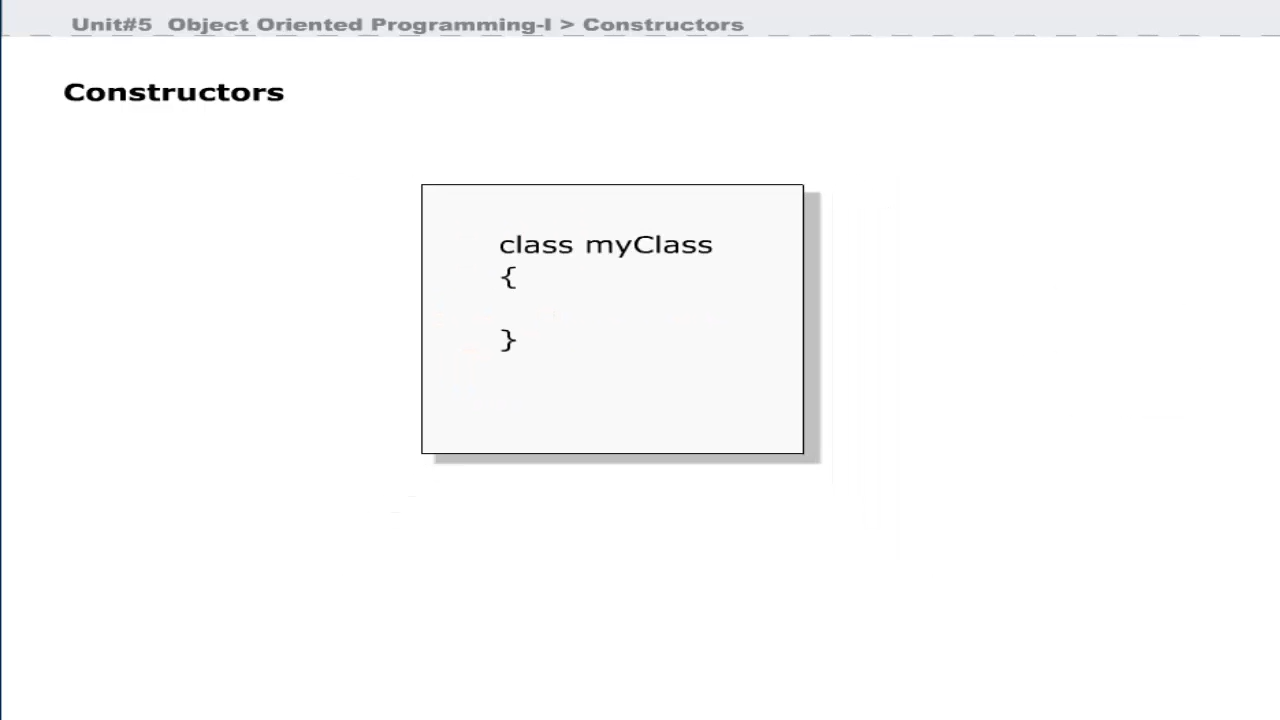 Unit#5 Object Oriented Programming-I > Constructors
Constructors
class myClass
{
}